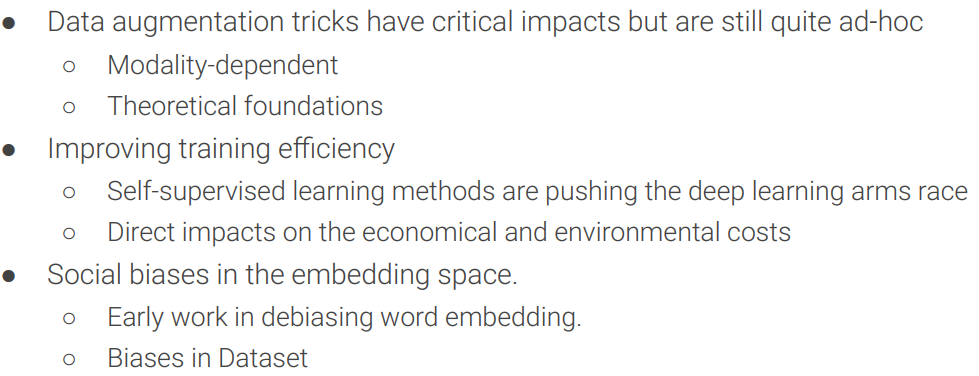 ● Data augmentation tricks have critical impacts but are still quite ad-hoc
○ Modality-dependent
○ Theoretical foundations
● Improving training efficiency
○ Self-supervised learning methods are pushing the deep learning arms race
○ Direct impacts on the economical and environmental costs
● Social biases in the embedding space.
○ Early work in debiasing word embedding.
○ Biases in Dataset